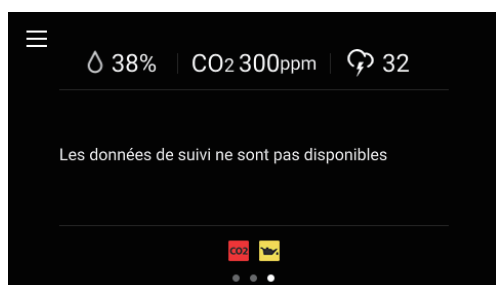 38% CO2 300ppm 32
Les données de suivi ne sont pas disponibles
CO2